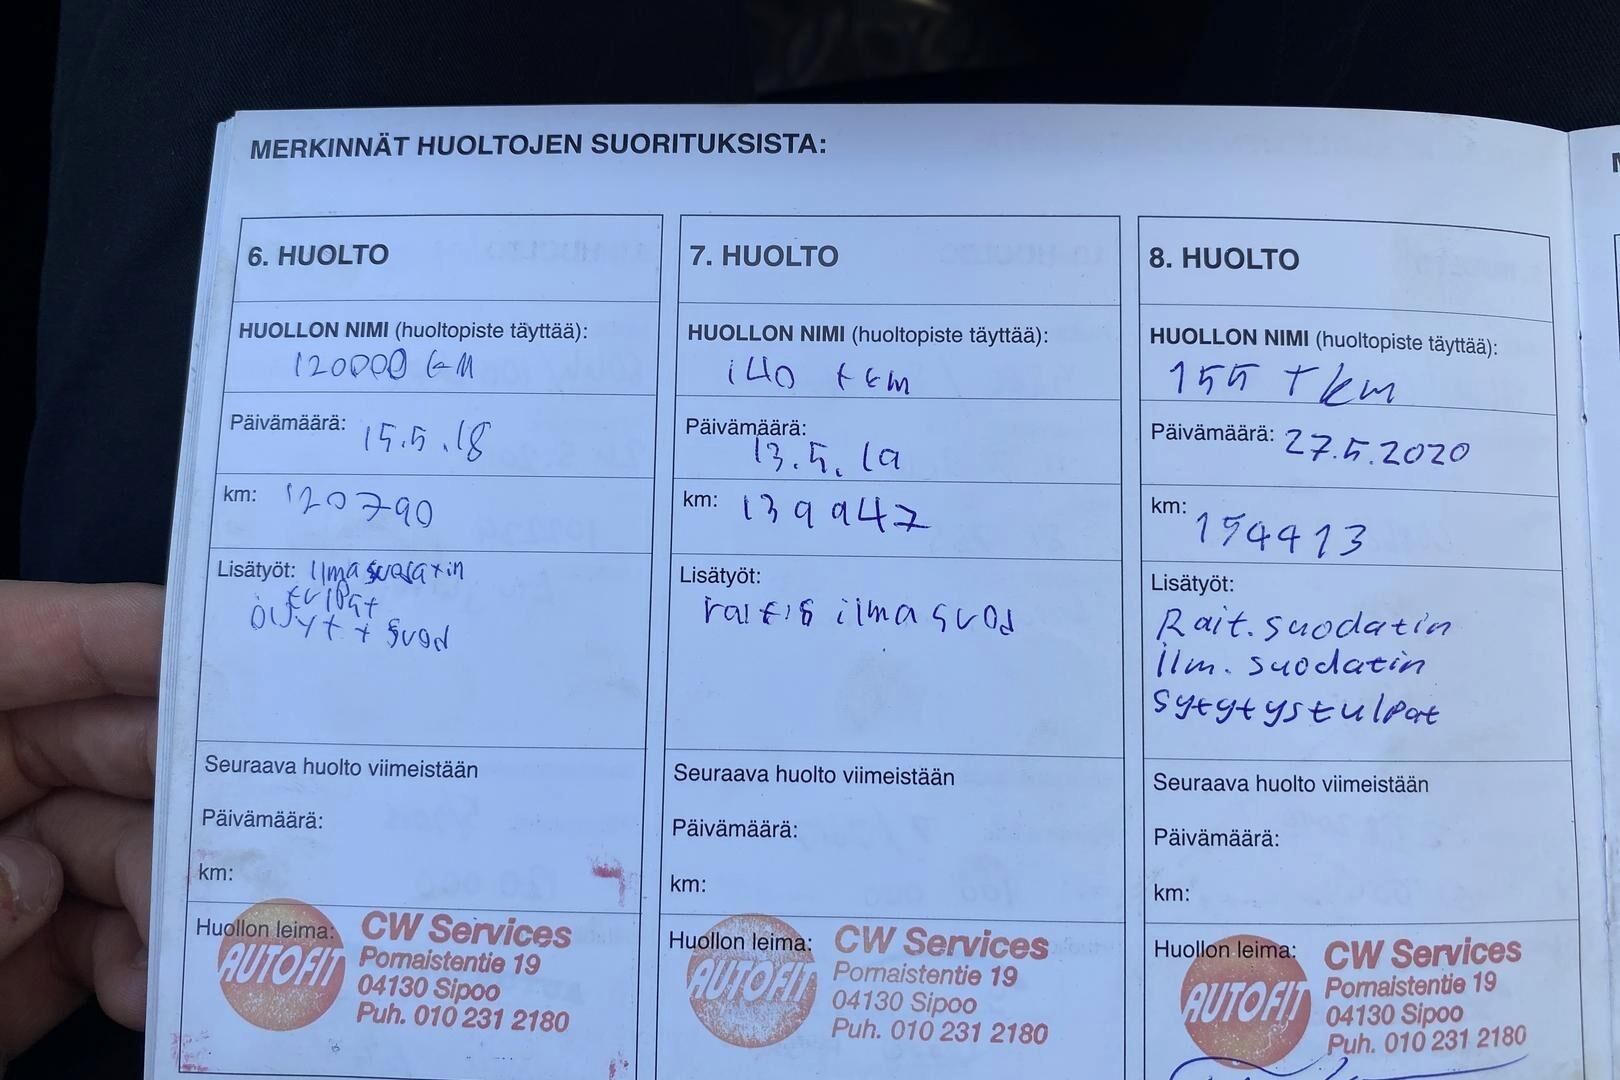 MERKINNÄT HUOLTOJEN SUORITUKSISTA:
6. HUOLTO
HUOLLON NIMI (huoltopiste täyttää):
120000 km
Päivämäärä: 15.5.18
km: 120790
Lisätyöt: Ilmasuodatin
tulpat
öljyt + suod
Seuraava huolto viimeistään
Päivämäärä:
km:
Huollon leima:
AUTOFIT
CW Services
Pornaistentie 19
04130 Sipoo
Puh. 010 231 2180
7. HUOLTO
HUOLLON NIMI (huoltopiste täyttää):
140 tkm
Päivämäärä:
13.5.19
km: 139947
Lisätyöt:
raitis ilmasuod
Seuraava huolto viimeistään
Päivämäärä:
km:
Huollon leima:
AUTOFIT
CW Services
Pornaistentie 19
04130 Sipoo
Puh. 010 231 2180
8. HUOLTO
HUOLLON NIMI (huoltopiste täyttää):
155 tkm
Päivämäärä: 27.5.2020
km:
Lisätyöt:
Rait. suodatin
ilm. suodatin
Sytytystulpat
Seuraava huolto viimeistään
Päivämäärä:
km:
Huollon leima:
AUTOFIT
CW Services
Pornaistentie 19
04130 Sipoo
Puh. 010 231 2180